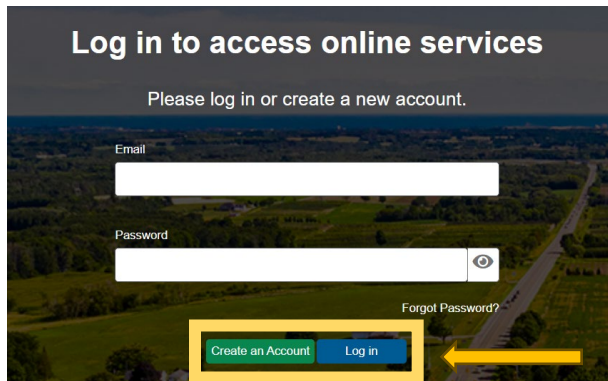 Log in to access online services
Please log in or create a new account.
Email
Password
Forgot Password?
Create an Account Log in